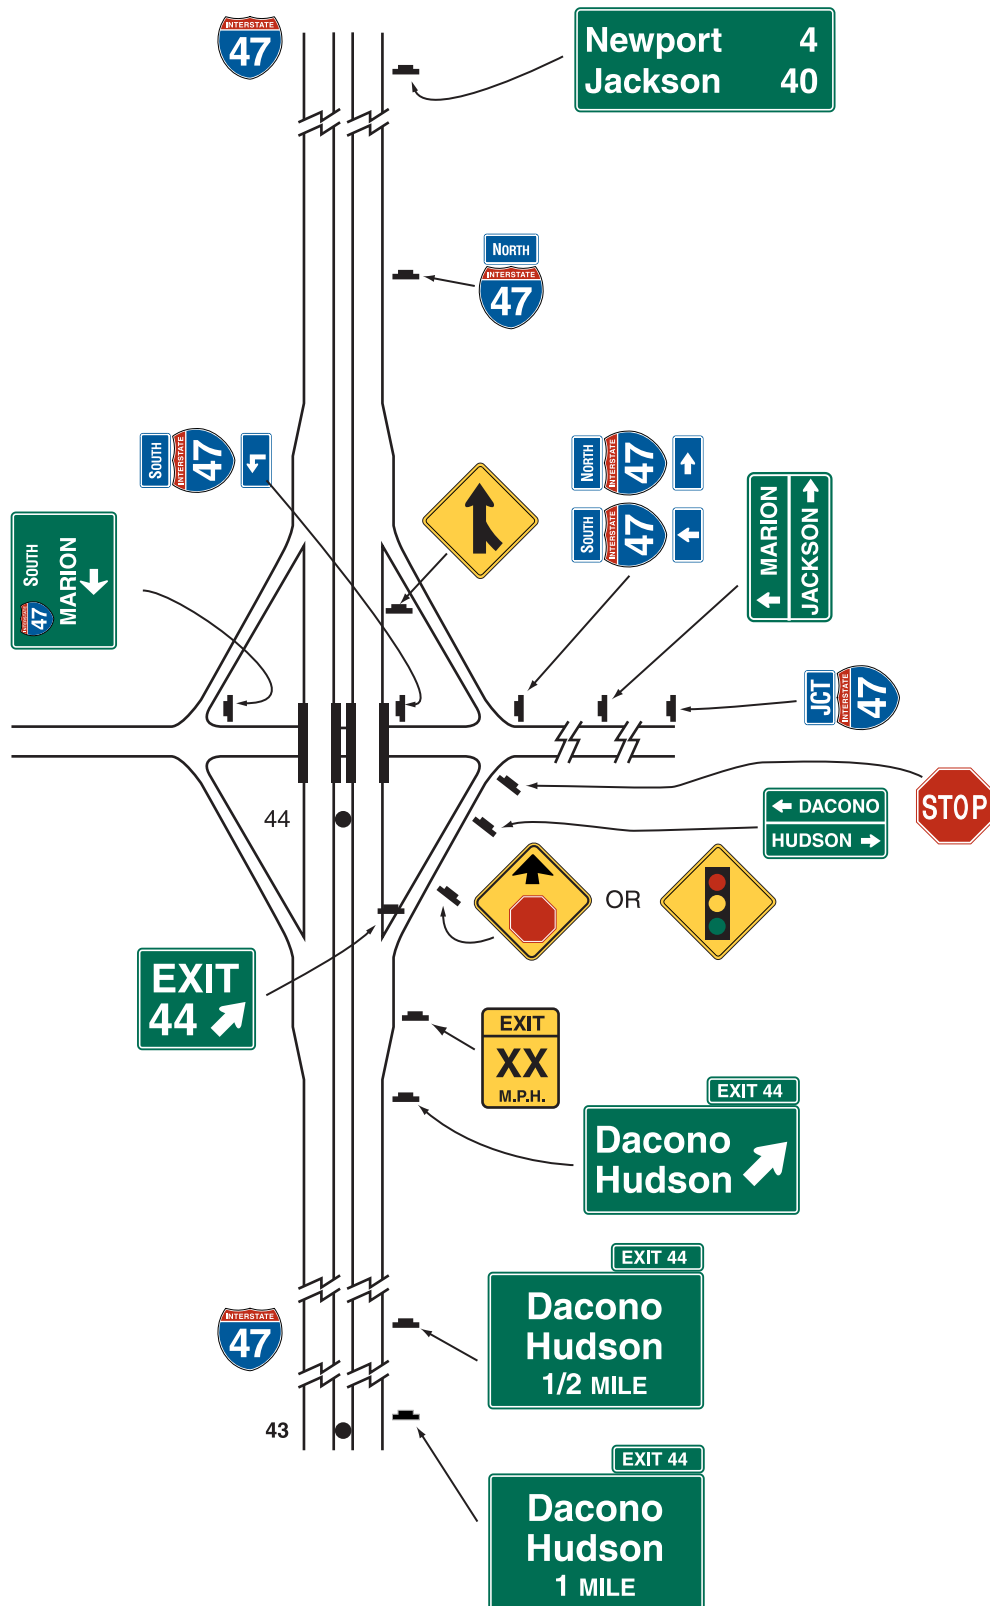 INTERSTATE
47
Newport 4
Jackson 40
NORTH
INTERSTATE
47
SOUTH
INTERSTATE
47
NORTH
INTERSTATE
47
SOUTH
INTERSTATE
47
MARION
JACKSON
SOUTH
INTERSTATE
47
MARION
JCT
INTERSTATE
47
STOP
DACONO
HUDSON
44
OR
EXIT
44
EXIT
XX
M.P.H.
EXIT 44
Dacono
Hudson
EXIT 44
Dacono
Hudson
1/2 MILE
INTERSTATE
47
43
EXIT 44
Dacono
Hudson
1 MILE